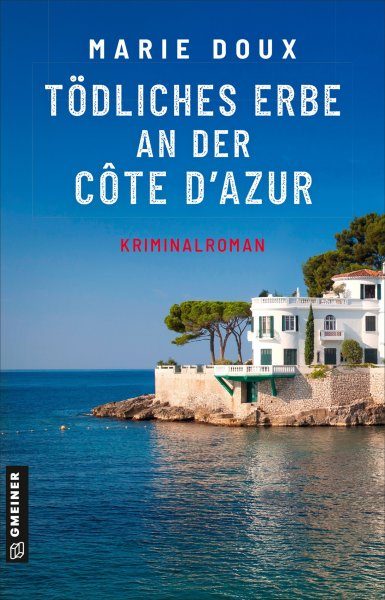 MARIE DOUX
TÖDLICHES ERBE
AN DER
CÔTE D'AZUR
KRIMINALROMAN
GMEINER